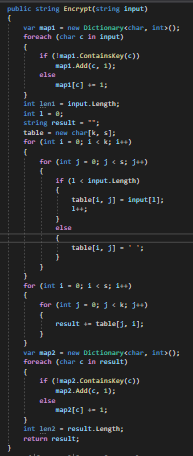 public string Encrypt(string input)
{
var map1 = new Dictionary<char, int>();
foreach (char c in input)
{
if (!map1.ContainsKey(c))
map1.Add(c, 1);
else
map1[c] += 1;
}
int len1 = input.Length;
int l = 0;
string result = "";
table = new char[k, s];
for (int i = 0; i < k; i++)
{
for (int j = 0; j < s; j++)
{
if (l < input.Length)
{
table[i, j] = input[l];
l++;
}
else
{
table[i, j] = ' ';
}
}
}
for (int i = 0; i < s; i++)
{
for (int j = 0; j < k; j++)
{
result += table[j, i];
}
}
var map2 = new Dictionary<char, int>();
foreach (char c in result)
{
if (!map2.ContainsKey(c))
map2.Add(c, 1);
else
map2[c] += 1;
}
int len2 = result.Length;
return result;
}